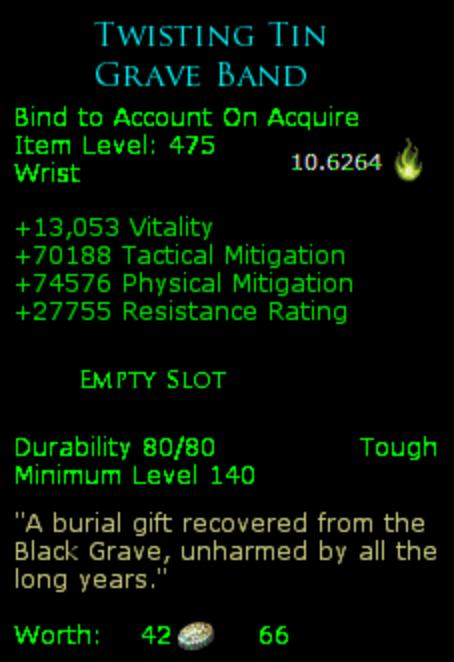 Twisting Tin
Grave Band
Bind to Account On Acquire
Item Level: 475
10.6264
Wrist
+13,053 Vitality
+70188 Tactical Mitigation
+74576 Physical Mitigation
+27755 Resistance Rating
Empty Slot
Durability 80/80 Tough
Minimum Level 140
"A burial gift recovered from the
Black Grave, unharmed by all the
long years."
Worth: 42 66